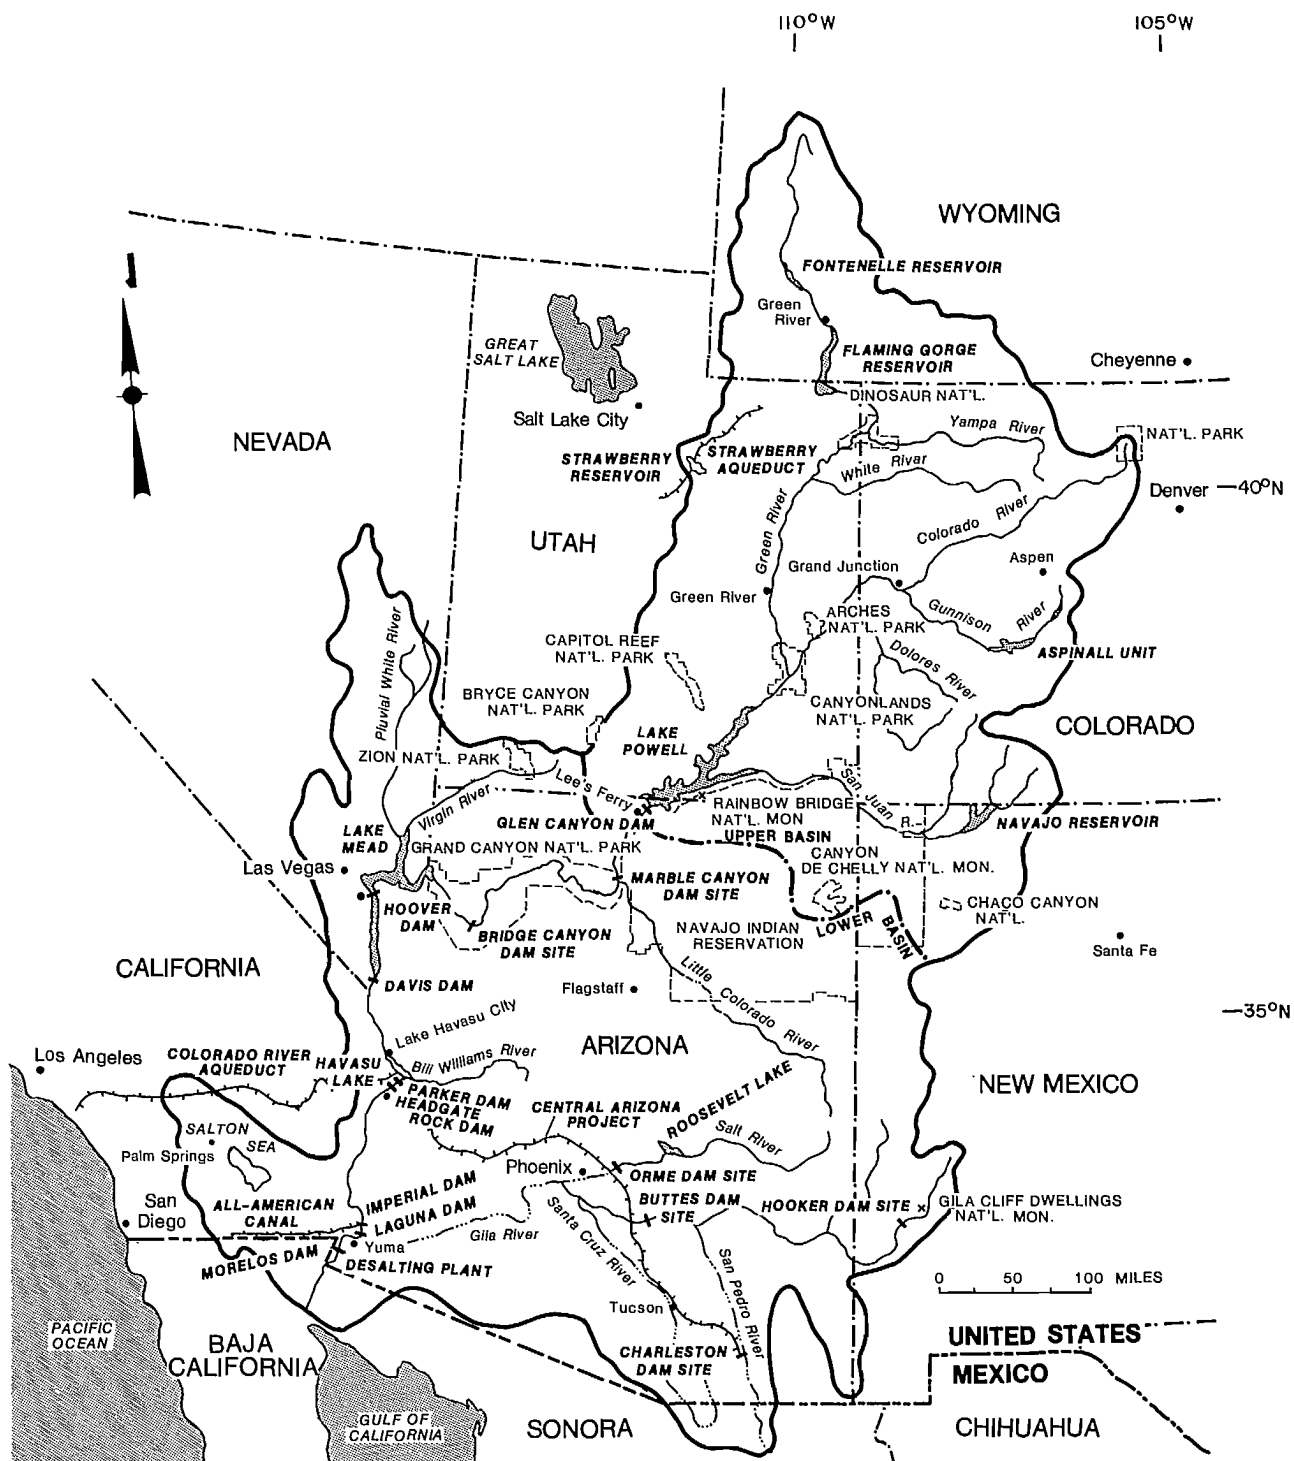 110°W
105°W
WYOMING
FONTENELLE RESERVOIR
Green
River
GREAT
SALT LAKE
FLAMING GORGE
RESERVOIR
Cheyenne
DINOSAUR NAT'L.
Salt Lake City
Yampa River
NAT'L. PARK
NEVADA
STRAWBERRY
RESERVOIR
STRAWBERRY
AQUEDUCT
White River
Denver
40°N
Green River
Colorado River
UTAH
Grand Junction
Aspen
Green River
Gunnison River
ARCHES
NAT'L. PARK
Pluvial White River
CAPITOL REEF
NAT'L. PARK
Dolores River
ASPINALL UNIT
BRYCE CANYON
NAT'L. PARK
CANYONLANDS
NAT'L. PARK
COLORADO
LAKE
POWELL
ZION NAT'L. PARK
Lee's Ferry
San Juan
R.
Virgin River
RAINBOW BRIDGE
NAT'L. MON
GLEN CANYON DAM
UPPER BASIN
NAVAJO RESERVOIR
LAKE
MEAD
GRAND CANYON NAT'L. PARK
CANYON
DE CHELLY NAT'L. MON.
Las Vegas
MARBLE CANYON
DAM SITE
HOOVER
DAM
CHACO CANYON
NAT'L.
LOWER BASIN
NAVAJO INDIAN
RESERVATION
BRIDGE CANYON
DAM SITE
Santa Fe
CALIFORNIA
DAVIS DAM
Flagstaff
Little Colorado River
35°N
Lake Havasu City
ARIZONA
Los Angeles
COLORADO RIVER
AQUEDUCT
HAVASU
LAKE
Bill Williams River
NEW MEXICO
PARKER DAM
HEADGATE
ROCK DAM
CENTRAL ARIZONA
PROJECT
ROOSEVELT LAKE
SALTON
SEA
Palm Springs
Salt River
Phoenix
ORME DAM SITE
San
Diego
ALL-AMERICAN
CANAL
IMPERIAL DAM
LAGUNA DAM
BUTTES DAM
SITE
HOOKER DAM SITE
GILA CLIFF DWELLINGS
NAT'L. MON.
Gila River
Santa Cruz River
Yuma
MORELOS DAM
DESALTING PLANT
San Pedro River
0 50 100 MILES
Tucson
PACIFIC
OCEAN
BAJA
CALIFORNIA
CHARLESTON
DAM SITE
UNITED STATES
MEXICO
GULF OF
CALIFORNIA
SONORA
CHIHUAHUA